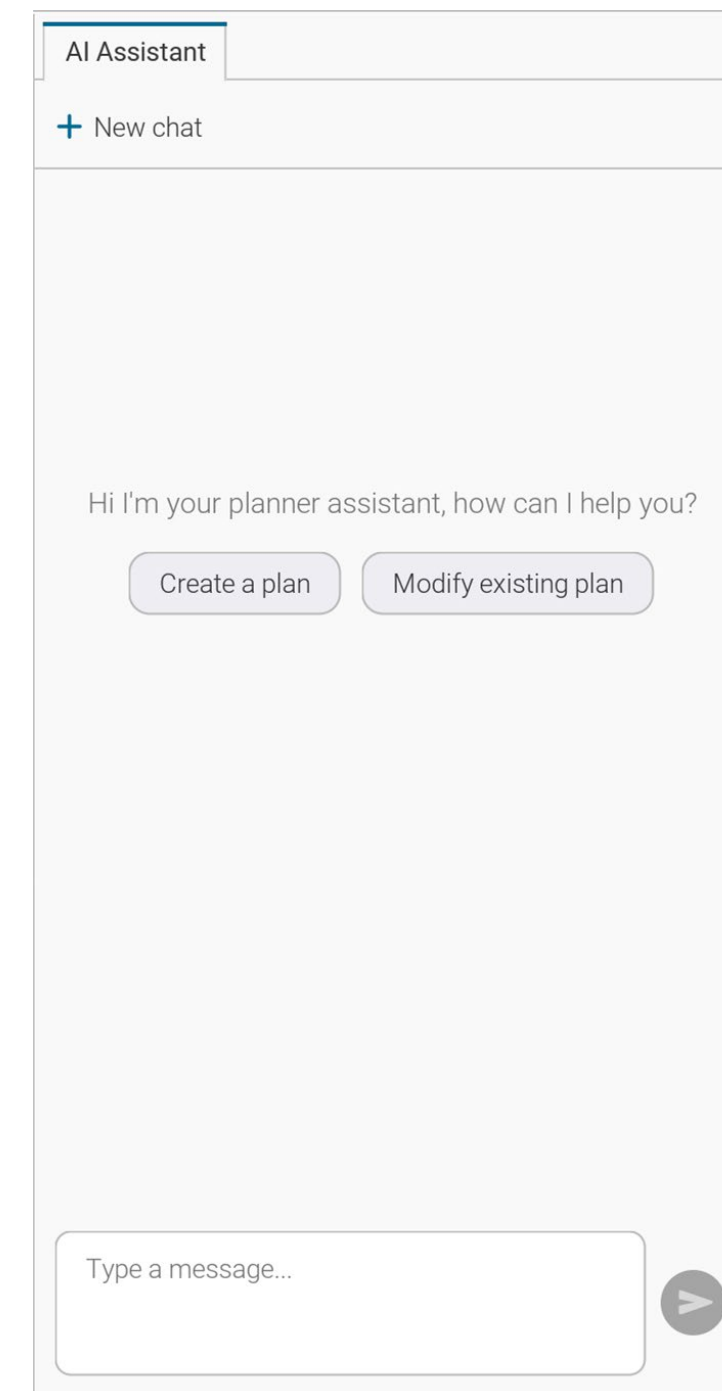 AI Assistant
New chat
Hi I'm your planner assistant, how can I help you?
Create a plan
Modify existing plan
Type a message...